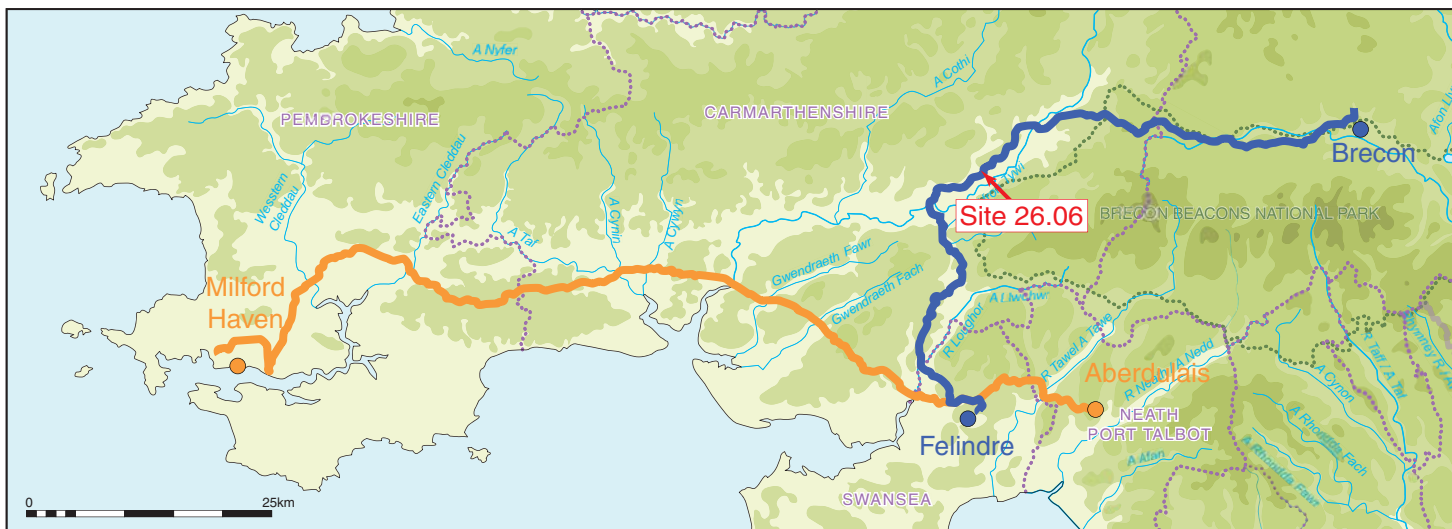 A Nyfer
A Cothi
PEMBROKESHIRE
CARMARTHENSHIRE
Brecon
Western
Cleddau
Eastern Cleddau
A Taf
A Cynin
A Cywyn
Site 26.06
BRECON BEACONS NATIONAL PARK
Gwendraeth Fawr
Gwendraeth Fach
Milford
Haven
A Llwchwr
R Loughor
R Tawe / A Tawe
R Neath / A Nedd
Aberdulais
R Taff / A Taf
A Cynon
A Rhondda Fach
A Rhondda Fawr
NEATH
PORT TALBOT
A Afan
Felindre
SWANSEA
0
25km